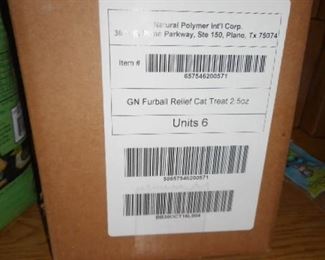 Natural Polymer Int'l Corp.
Parkway, Ste 150, Plano, Tx 75074
Item #
657546200571
GN Furball Relief Cat Treat 2.5oz
Units 6
50657546200571